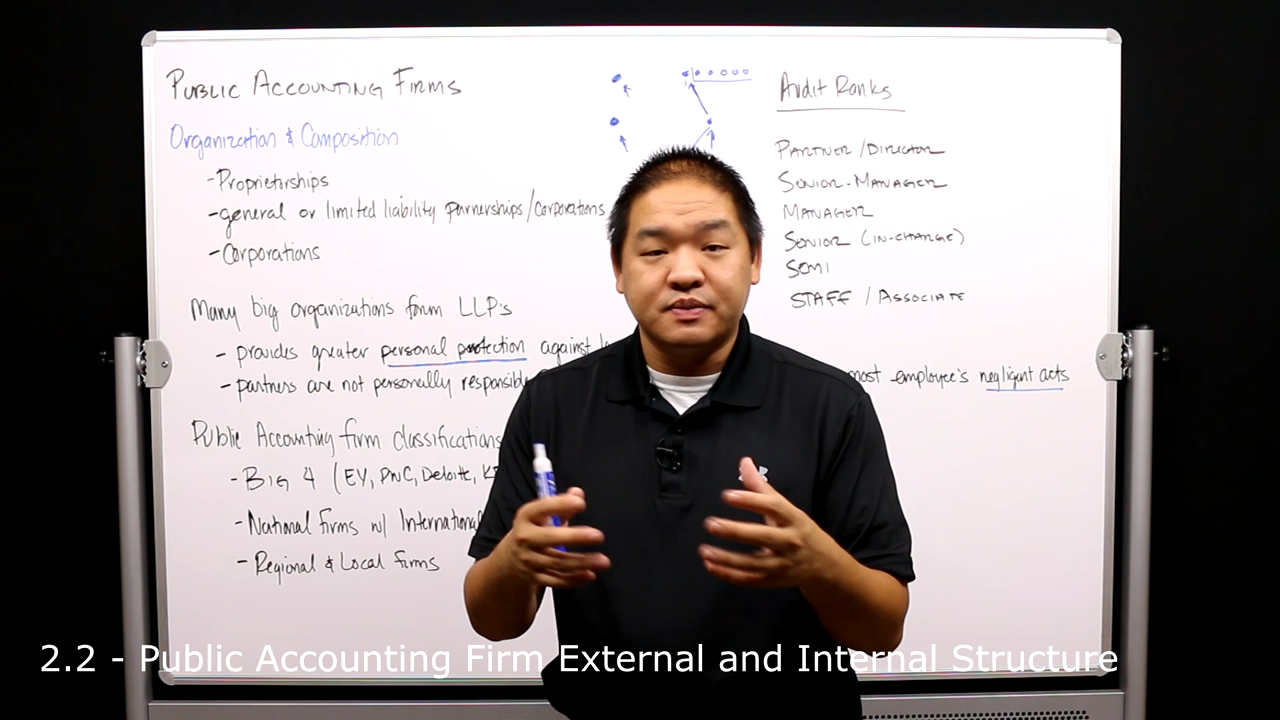 PUBLIC ACCOUNTING FIRMS
Organization & Composition
- Proprietorships
- general or limited liability parnerships/corporations
- Corporations
Many big organizations form LLP's
- provides greater personal protection against
- partners are not personally responsible most employee's negligent acts
Public Accounting firm classifications
- BIG 4 (EY, PWC, Deloitte,
- National Firms w/ International
- Regional & Local firms
Audit Ranks
PARTNER / DIRECTOR
SENIOR-MANAGER
MANAGER
SENIOR (IN-CHARGE)
SEMI
STAFF / ASSOCIATE
2.2 - Public Accounting Firm External and Internal Structure